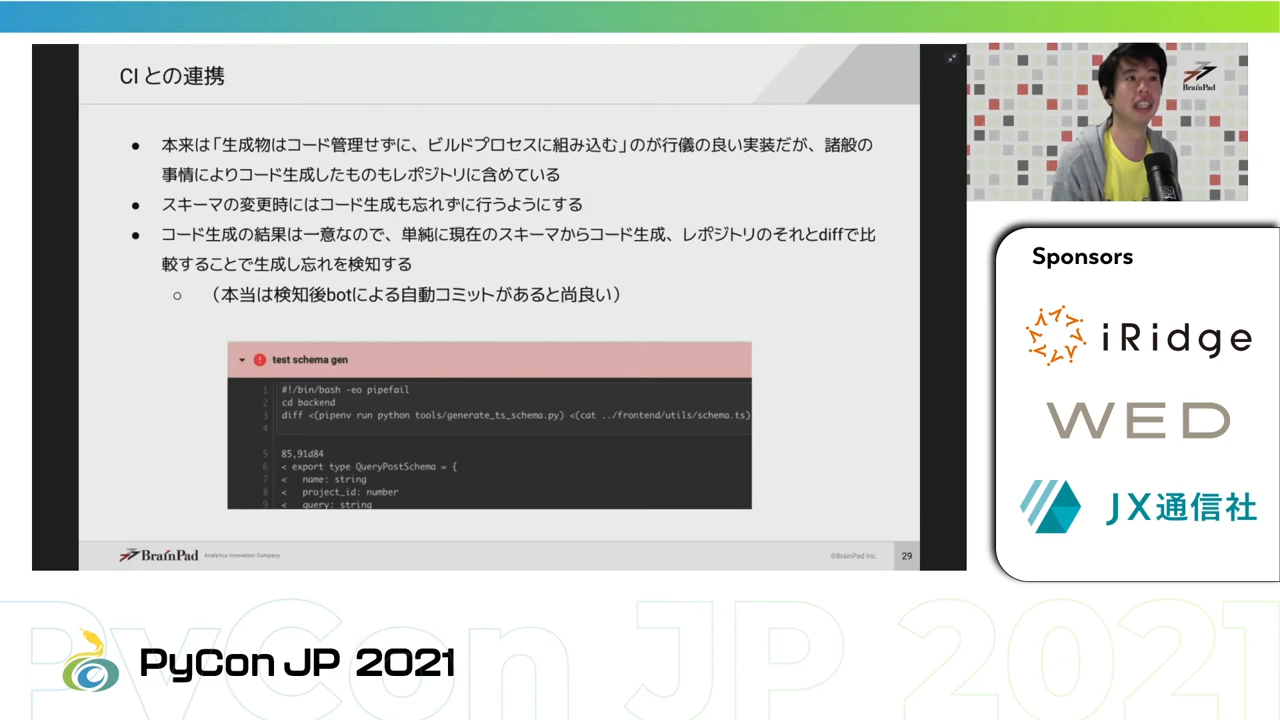 CI との連携
● 本来は「生成物はコード管理せずに、ビルドプロセスに組み込む」のが行儀の良い実装だが、諸般の
事情によりコード生成したものもレポジトリに含めている
● スキーマの変更時にはコード生成も忘れずに行うようにする
● コード生成の結果は一意なので、単純に現在のスキーマからコード生成、レポジトリのそれとdiffで比
較することで生成し忘れを検知する
○ （本当は検知後botによる自動コミットがあると尚良い）
test schema gen
1 #!/bin/bash -eo pipefail
2 cd backend
3 diff <(pipenv run python tools/generate_ts_schema.py) <(cat ../frontend/utils/schema.ts)
4
5 85,91d84
6 < export type QueryPostSchema = {
7 <   name: string
8 <   project_id: number
9 <   query: string
BrainPad Analytics Innovation Company
©BrainPad Inc.
29
BrainPad
Sponsors
iRidge
WED
JX通信社
PyCon JP 2021
PyCon JP 2021